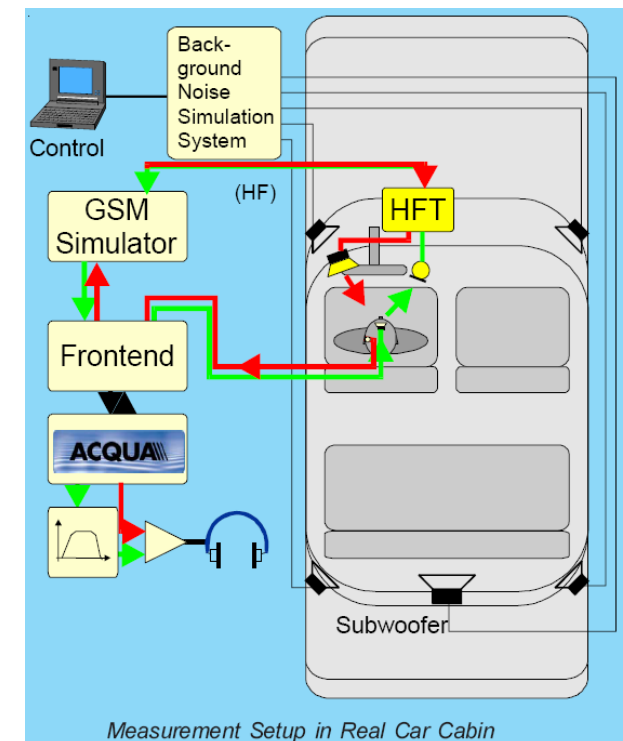 Back-
ground
Noise
Simulation
System
Control
(HF)
HFT
GSM
Simulator
Frontend
ACQUA
Subwoofer
Measurement Setup in Real Car Cabin